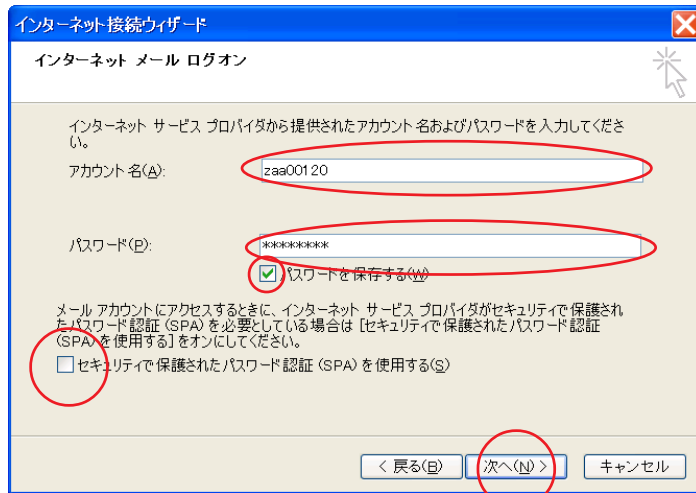 インターネット接続ウィザード
インターネット メール ログオン
インターネット サービス プロバイダから提供されたアカウント名およびパスワードを入力してくださ
い。
アカウント名(A): zaa00120
パスワード(P): ********
パスワードを保存する(W)
メール アカウントにアクセスするときに、インターネット サービス プロバイダがセキュリティで保護され
たパスワード認証 (SPA) を必要としている場合は [セキュリティで保護されたパスワード認証
(SPA) を使用する] をオンにしてください。
セキュリティで保護されたパスワード認証 (SPA) を使用する(S)
< 戻る(B) 次へ(N) > キャンセル